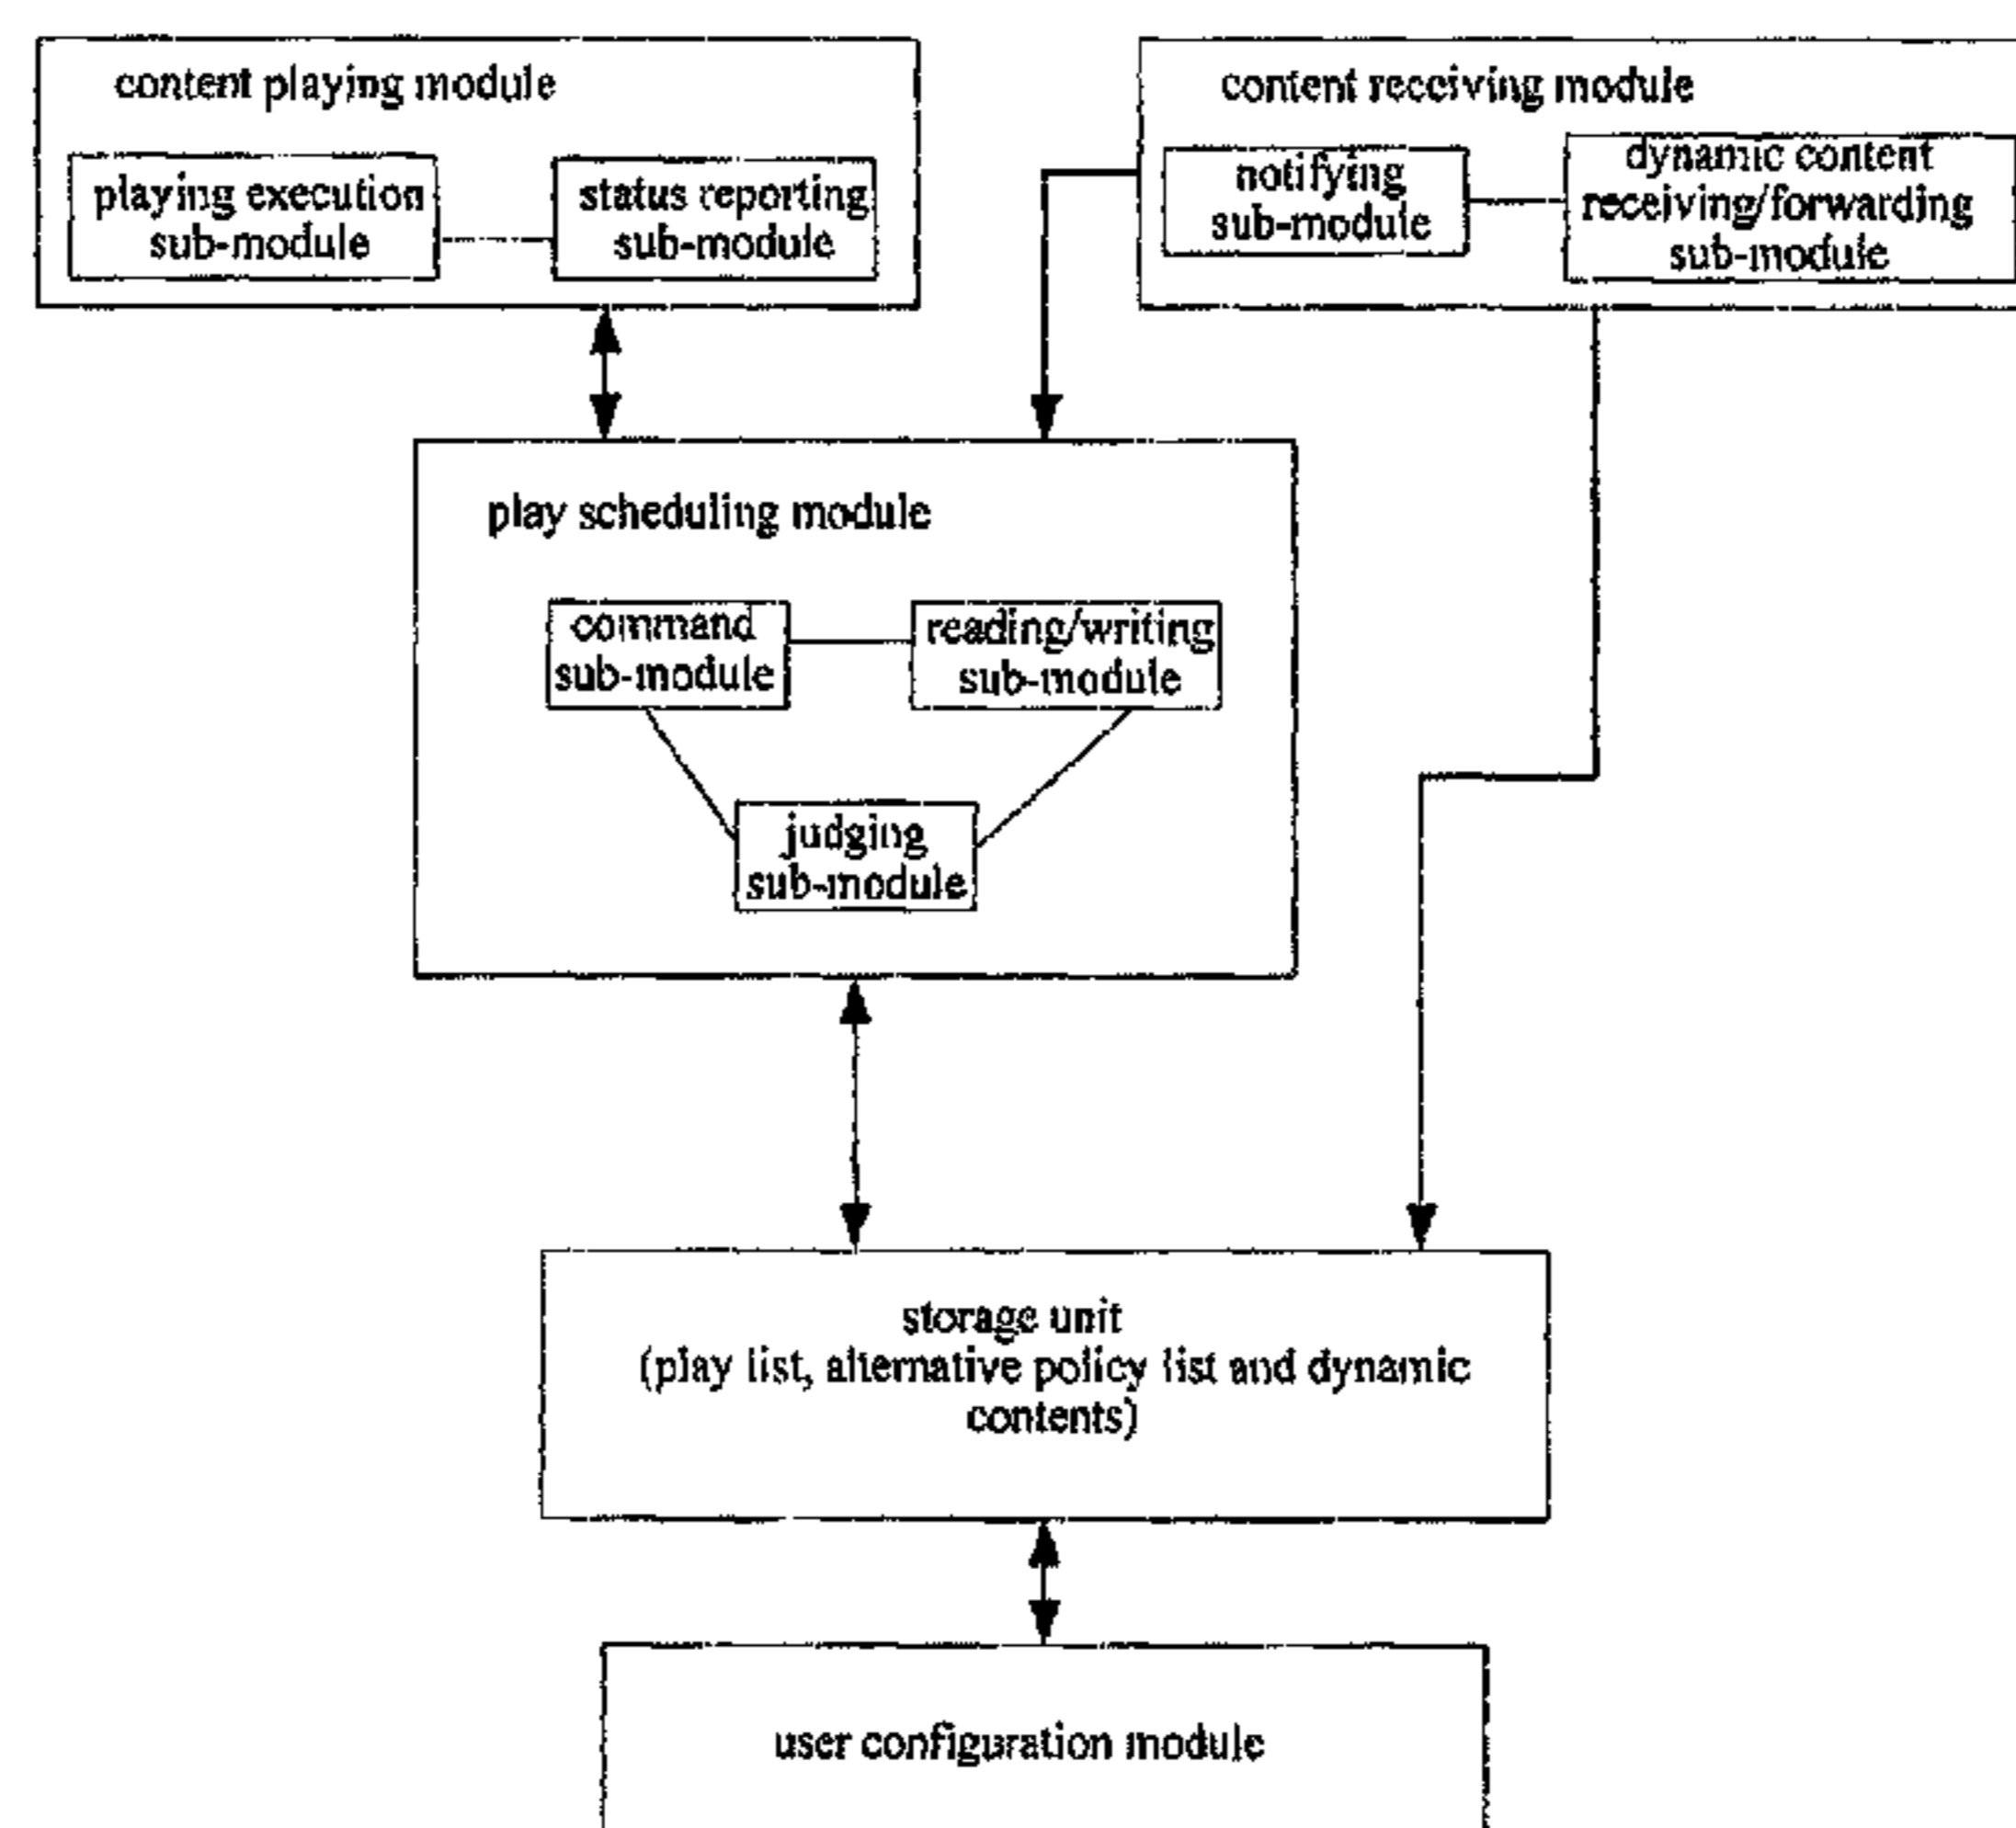 content playing module
playing execution
sub-module
status reporting
sub-module
content receiving module
notifying
sub-module
dynamic content
receiving/forwarding
sub-module
play scheduling module
command
sub-module
reading/writing
sub-module
judging
sub-module
storage unit
(play list, alternative policy list and dynamic
contents)
user configuration module